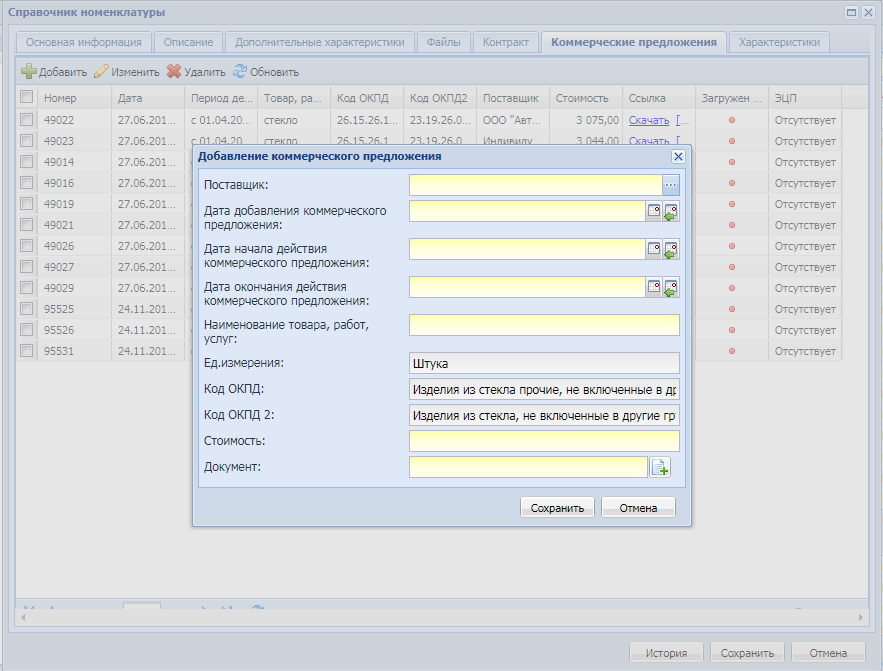 Справочник номенклатуры
Основная информация Описание Дополнительные характеристики Файлы Контракт Коммерческие предложения Характеристики
Добавить Изменить Удалить Обновить
Номер Дата Период де... Товар, ра... Код ОКПД Код ОКПД2 Поставщик Стоимость Ссылка Загружен ... ЭЦП
49022 27.06.201... с 01.04.20... стекло 26.15.26.1... 23.19.26.0... ООО "Авт... 3 075,00 Скачать [... Отсутствует
49023 27.06.201... с 01.04.20... стекло 26.15.26.1... 23.19.26.0... Индивиду... 3 044,00 Скачать [... Отсутствует
49014 27.06.201... Отсутствует
49016 27.06.201... Отсутствует
49019 27.06.201... Отсутствует
49021 27.06.201... Отсутствует
49026 27.06.201... Отсутствует
49027 27.06.201... Отсутствует
49029 27.06.201... Отсутствует
95525 24.11.201... Отсутствует
95526 24.11.201... Отсутствует
95531 24.11.201... Отсутствует
Добавление коммерческого предложения
Поставщик:
Дата добавления коммерческого
предложения:
Дата начала действия
коммерческого предложения:
Дата окончания действия
коммерческого предложения:
Наименование товара, работ,
услуг:
Ед.измерения: Штука
Код ОКПД: Изделия из стекла прочие, не включенные в др
Код ОКПД 2: Изделия из стекла, не включенные в другие гр
Стоимость:
Документ:
Сохранить Отмена
История Сохранить Отмена